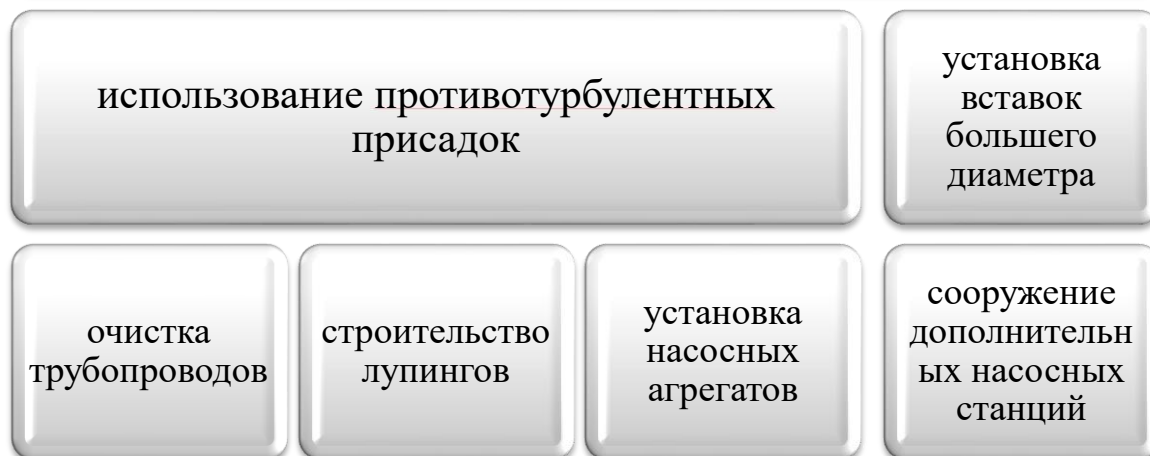 использование противотурбулентных
присадок
установка
вставок
большего
диаметра
очистка
трубопроводов
строительство
лупингов
установка
насосных
агрегатов
сооружение
дополнительн
ых насосных
станций